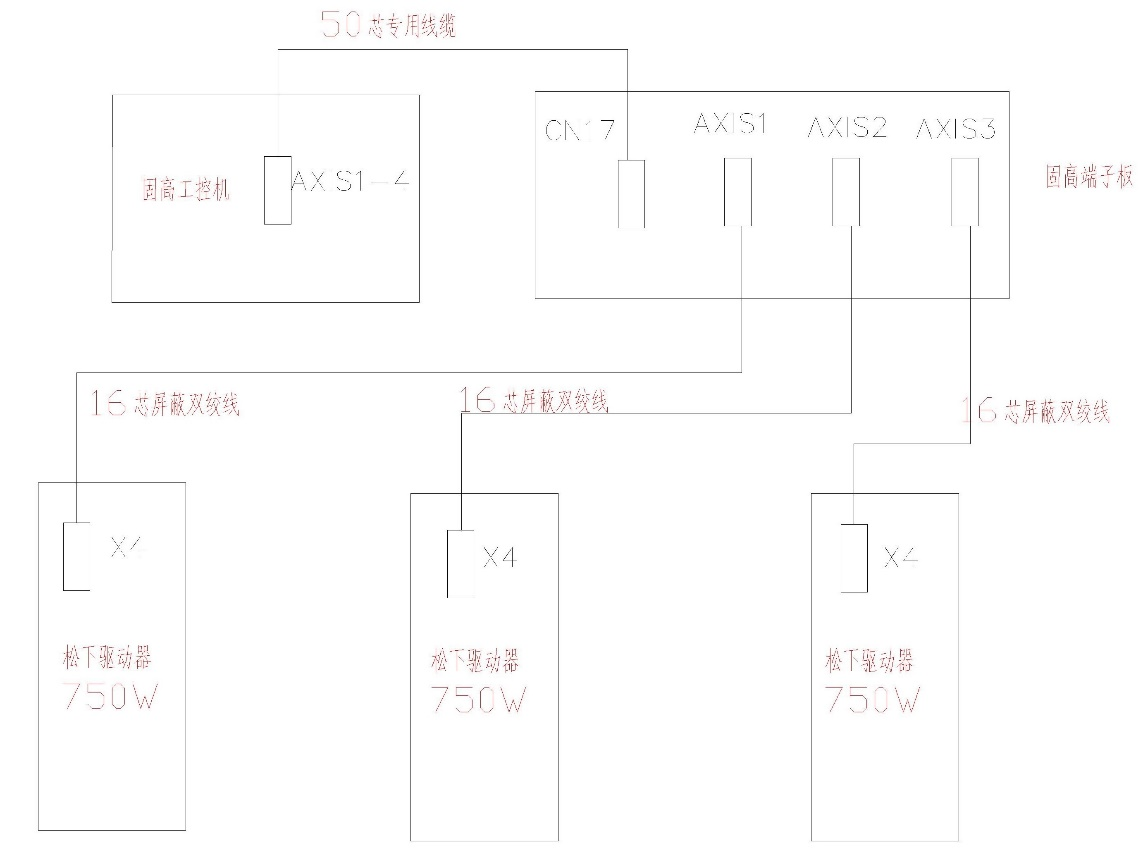 50芯专用线缆
CN17
AXIS1
AXIS2
AXIS3
固高工控机
AXIS1-4
固高端子板
16芯屏蔽双绞线
16芯屏蔽双绞线
16芯屏蔽双绞线
X4
X4
X4
松下驱动器
750W
松下驱动器
750W
松下驱动器
750W